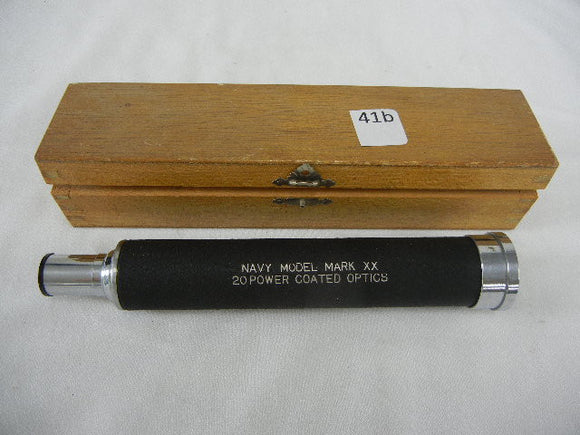 41b
NAVY MODEL MARK XX
20 POWER COATED OPTICS